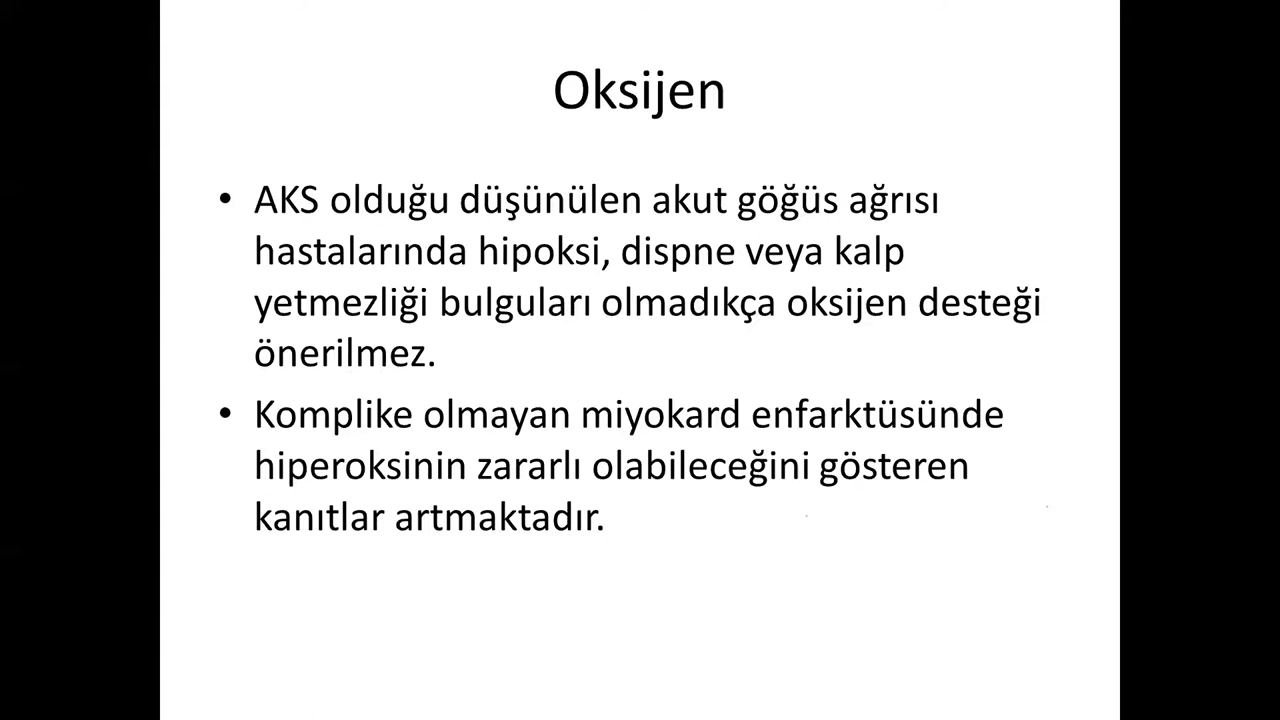 Oksijen
• AKS olduğu düşünülen akut göğüs ağrısı
hastalarında hipoksi, dispne veya kalp
yetmezliği bulguları olmadıkça oksijen desteği
önerilmez.
• Komplike olmayan miyokard enfarktüsünde
hiperoksinin zararlı olabileceğini gösteren
kanıtlar artmaktadır.